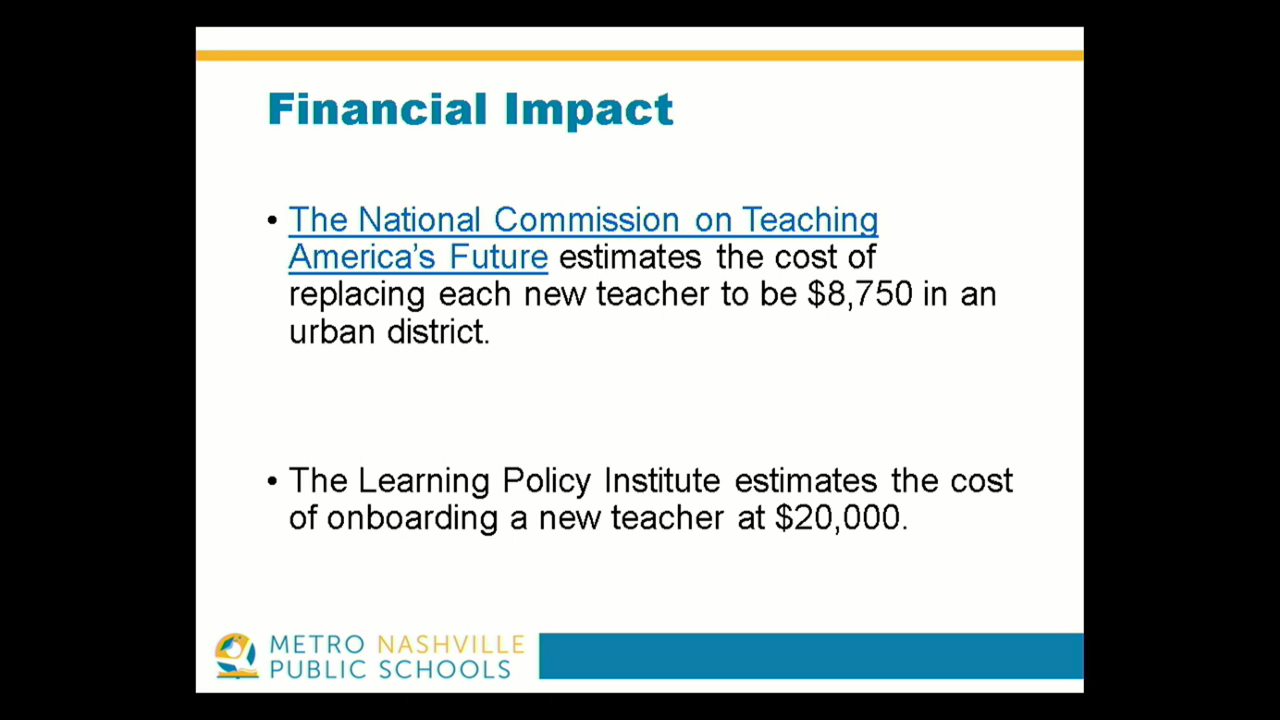 Financial Impact
• The National Commission on Teaching
America’s Future estimates the cost of
replacing each new teacher to be $8,750 in an
urban district.
• The Learning Policy Institute estimates the cost
of onboarding a new teacher at $20,000.
METRO NASHVILLE
PUBLIC SCHOOLS